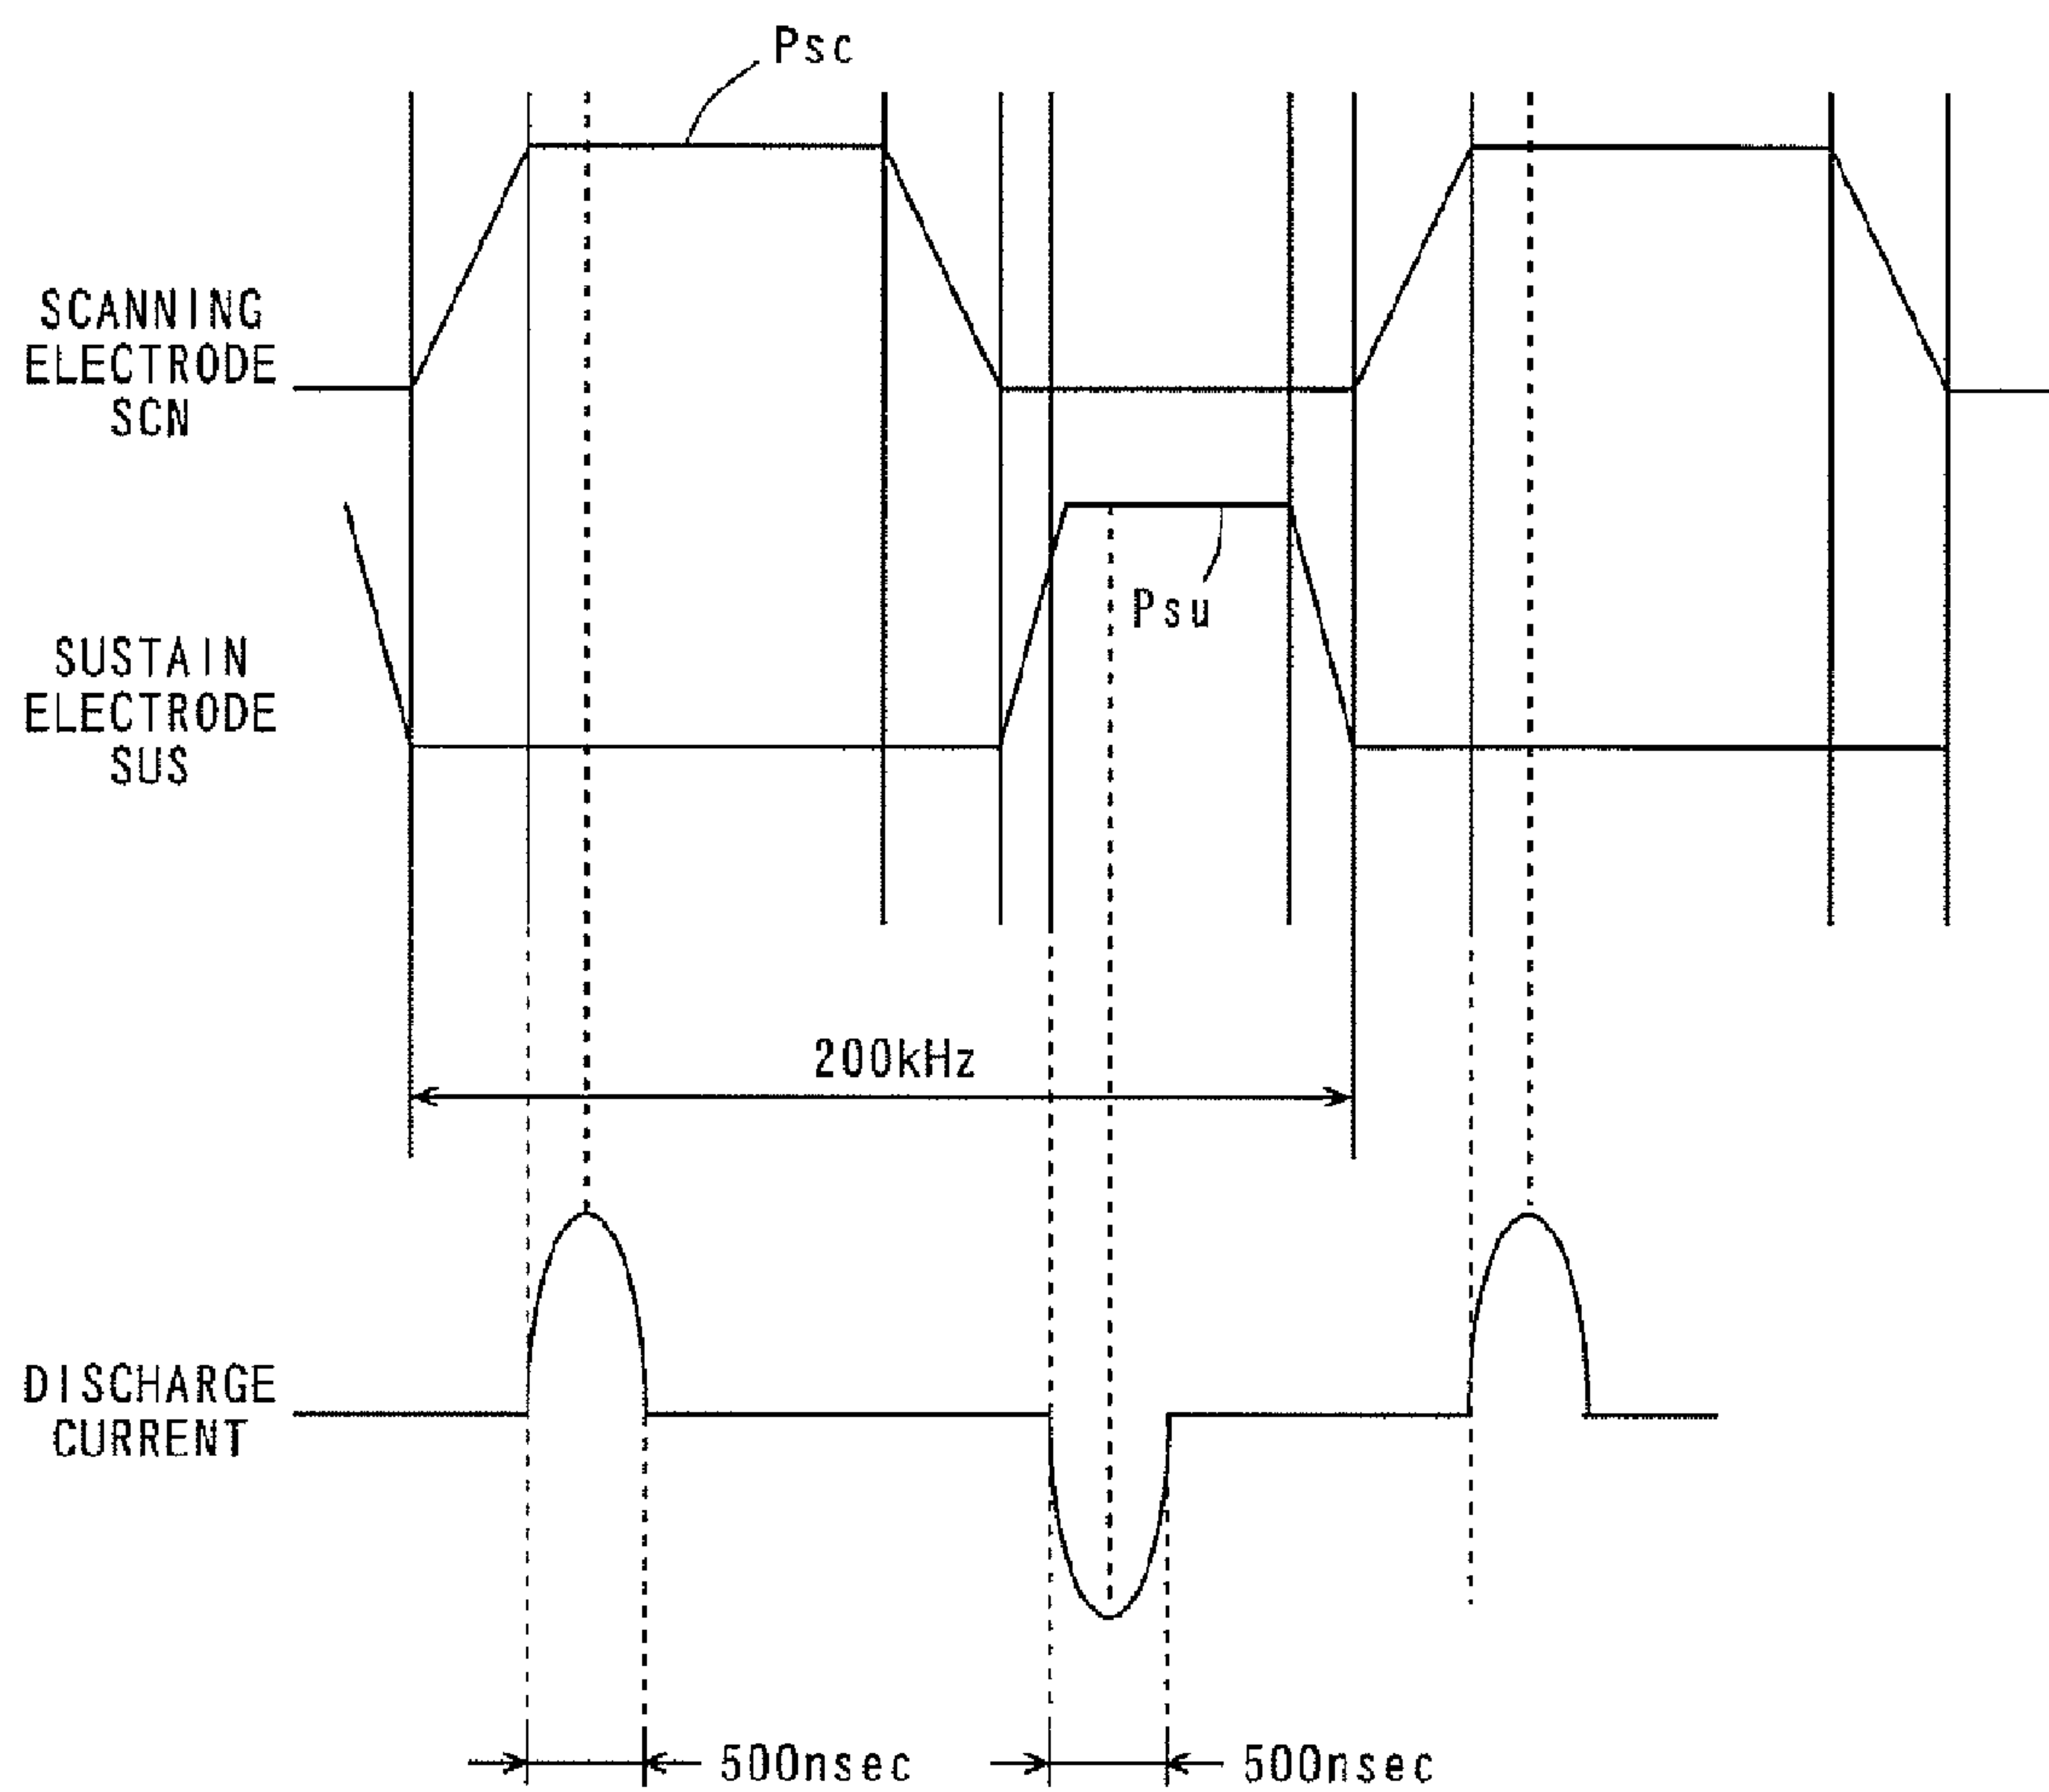 Psc
SCANNING
ELECTRODE
SCN
Psu
SUSTAIN
ELECTRODE
SUS
200kHz
DISCHARGE
CURRENT
500nsec
500nsec